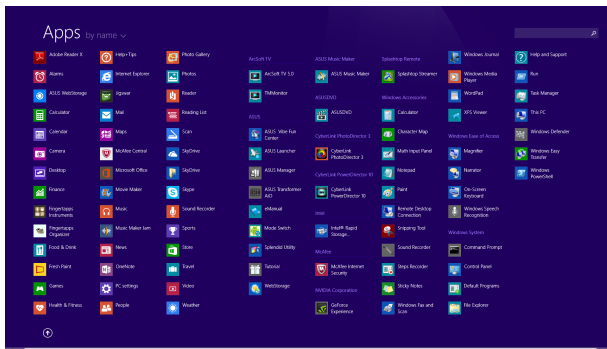 Apps by name
Adobe Reader X
Alarms
ASUS WebStorage
Calculator
Calendar
Camera
Desktop
Finance
Fingertapps
Instruments
Fingertapps
Organizer
Food & Drink
Fresh Paint
Games
Health & Fitness
Help+Tips
Internet Explorer
Jigswar
Mail
Maps
McAfee Central
Microsoft Office
Movie Maker
Music
Music Maker Jam
News
OneNote
PC settings
People
Photo Gallery
Photos
Reader
Reading List
Scan
SkyDrive
SkyDrive
Skype
Sound Recorder
Sports
Store
Travel
Video
Weather
ArcSoft TV
ArcSoft TV 5.0
TMMonitor
ASUS
ASUS Vibe Fun
Center
ASUS Launcher
ASUS Manager
ASUS Transformer
AiO
eManual
Mode Switch
Splendid Utility
Tutorial
WebStorage
ASUS Music Maker
ASUS Music Maker
ASUSDVD
ASUSDVD
CyberLink PhotoDirector 3
CyberLink
PhotoDirector 3
CyberLink PowerDirector 10
CyberLink
PowerDirector 10
Intel
Intel® Rapid
Storage...
McAfee
McAfee Internet
Security
NVIDIA Corporation
GeForce
Experience
Splashtop Remote
Splashtop Streamer
Windows Accessories
Calculator
Character Map
Math Input Panel
Notepad
Paint
Remote Desktop
Connection
Snipping Tool
Sound Recorder
Steps Recorder
Sticky Notes
Windows Fax and
Scan
Windows Journal
Windows Media
Player
WordPad
XPS Viewer
Windows Ease of Access
Magnifier
Narrator
On-Screen
Keyboard
Windows Speech
Recognition
Windows System
Command Prompt
Control Panel
Default Programs
File Explorer
Help and Support
Run
Task Manager
This PC
Windows Defender
Windows Easy
Transfer
Windows
PowerShell